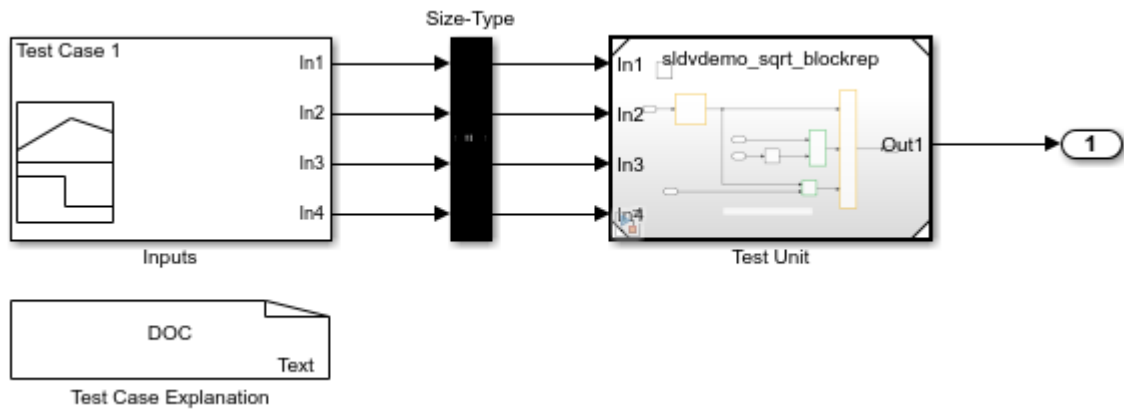 Size-Type
Test Case 1
In1
In2
In3
In4
Inputs
sldvdemo_sqrt_blockrep
In1
In2
In3
In4
Out1
Test Unit
1
DOC
Text
Test Case Explanation